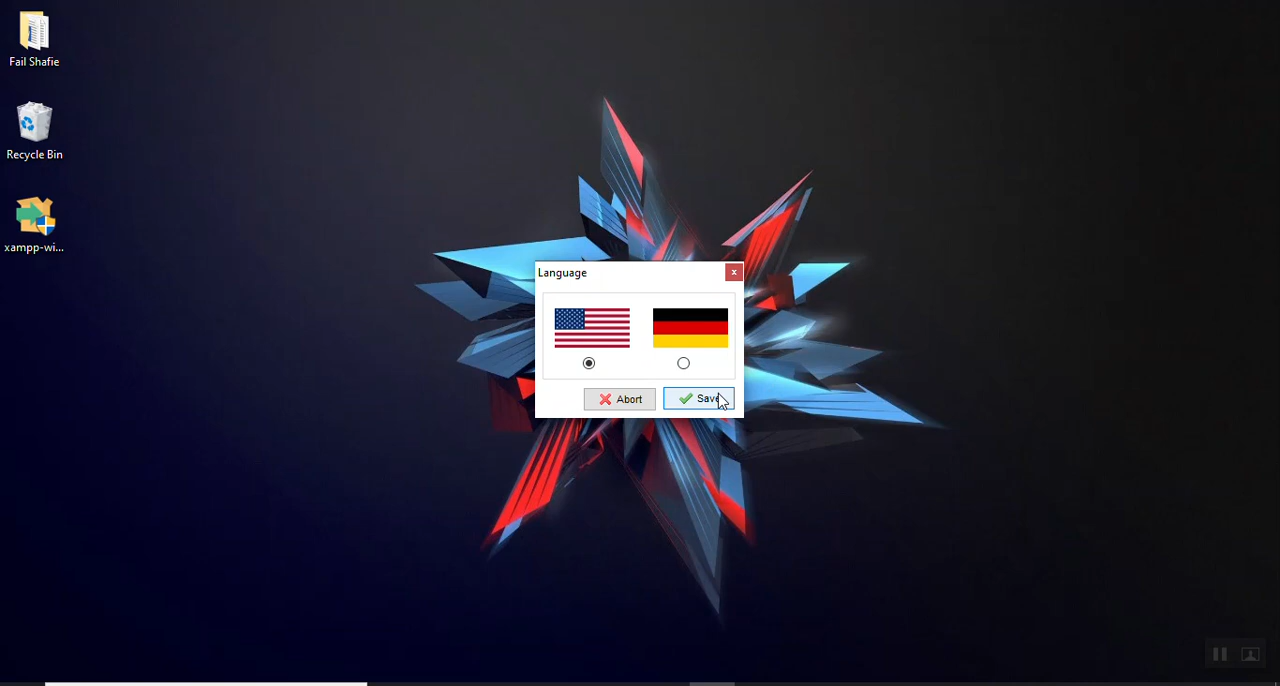 Fail Shafie
Recycle Bin
xampp-wi...
Language
Abort
Save